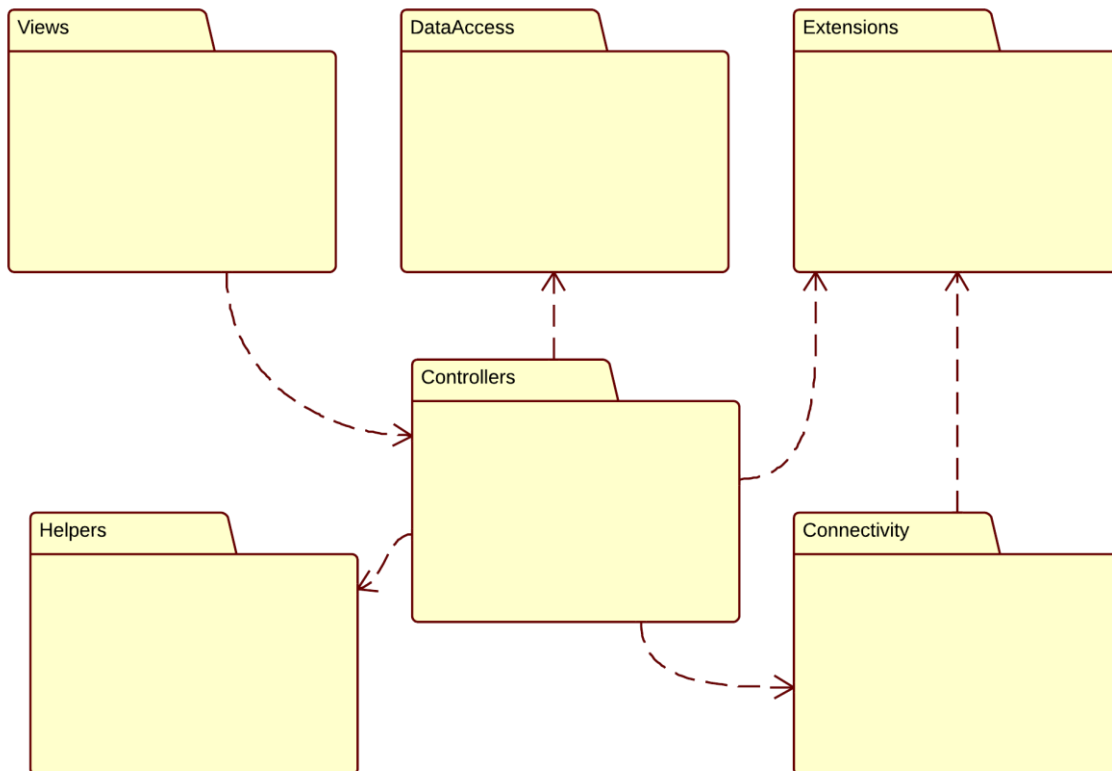 Views
DataAccess
Extensions
Controllers
Helpers
Connectivity